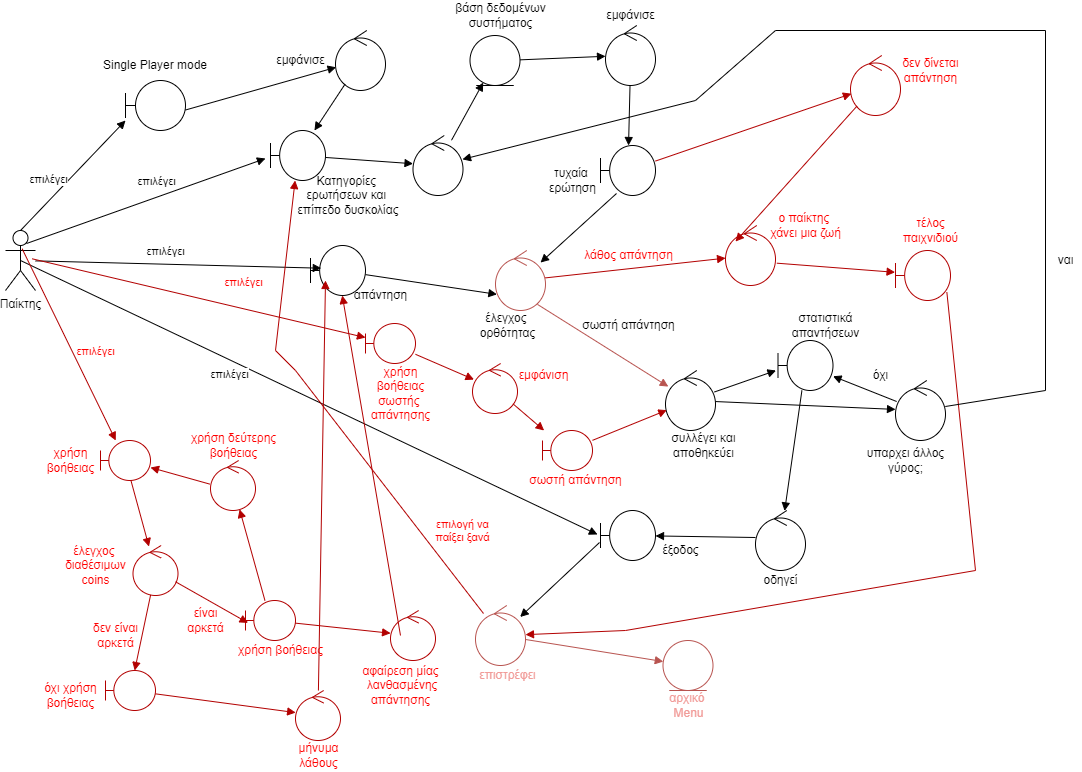 βάση δεδομένων
συστήματος
εμφάνισε
Single Player mode
εμφάνισε
δεν δίνεται
απάντηση
επιλέγει
επιλέγει
Κατηγορίες
ερωτήσεων και
επίπεδο δυσκολίας
τυχαία
ερώτηση
ο παίκτης
χάνει μια ζωή
τέλος
παιχνιδιού
Παίκτης
επιλέγει
επιλέγει
απάντηση
λάθος απάντηση
ναι
έλεγχος
ορθότητας
σωστή απάντηση
στατιστικά
απαντήσεων
επιλέγει
επιλέγει
χρήση
βοήθειας
σωστής
απάντησης
εμφάνιση
όχι
συλλέγει και
αποθηκεύει
υπαρχει άλλος
γύρος;
χρήση
βοήθειας
χρήση δεύτερης
βοήθειας
σωστή απάντηση
επιλογή να
παίξει ξανά
έξοδος
οδηγεί
έλεγχος
διαθέσιμων
coins
είναι
αρκετά
δεν είναι
αρκετά
χρήση βοήθειας
αφαίρεση μίας
λανθασμένης
απάντησης
επιστρέφει
αρχικό
Menu
όχι χρήση
βοήθειας
μήνυμα
λάθους